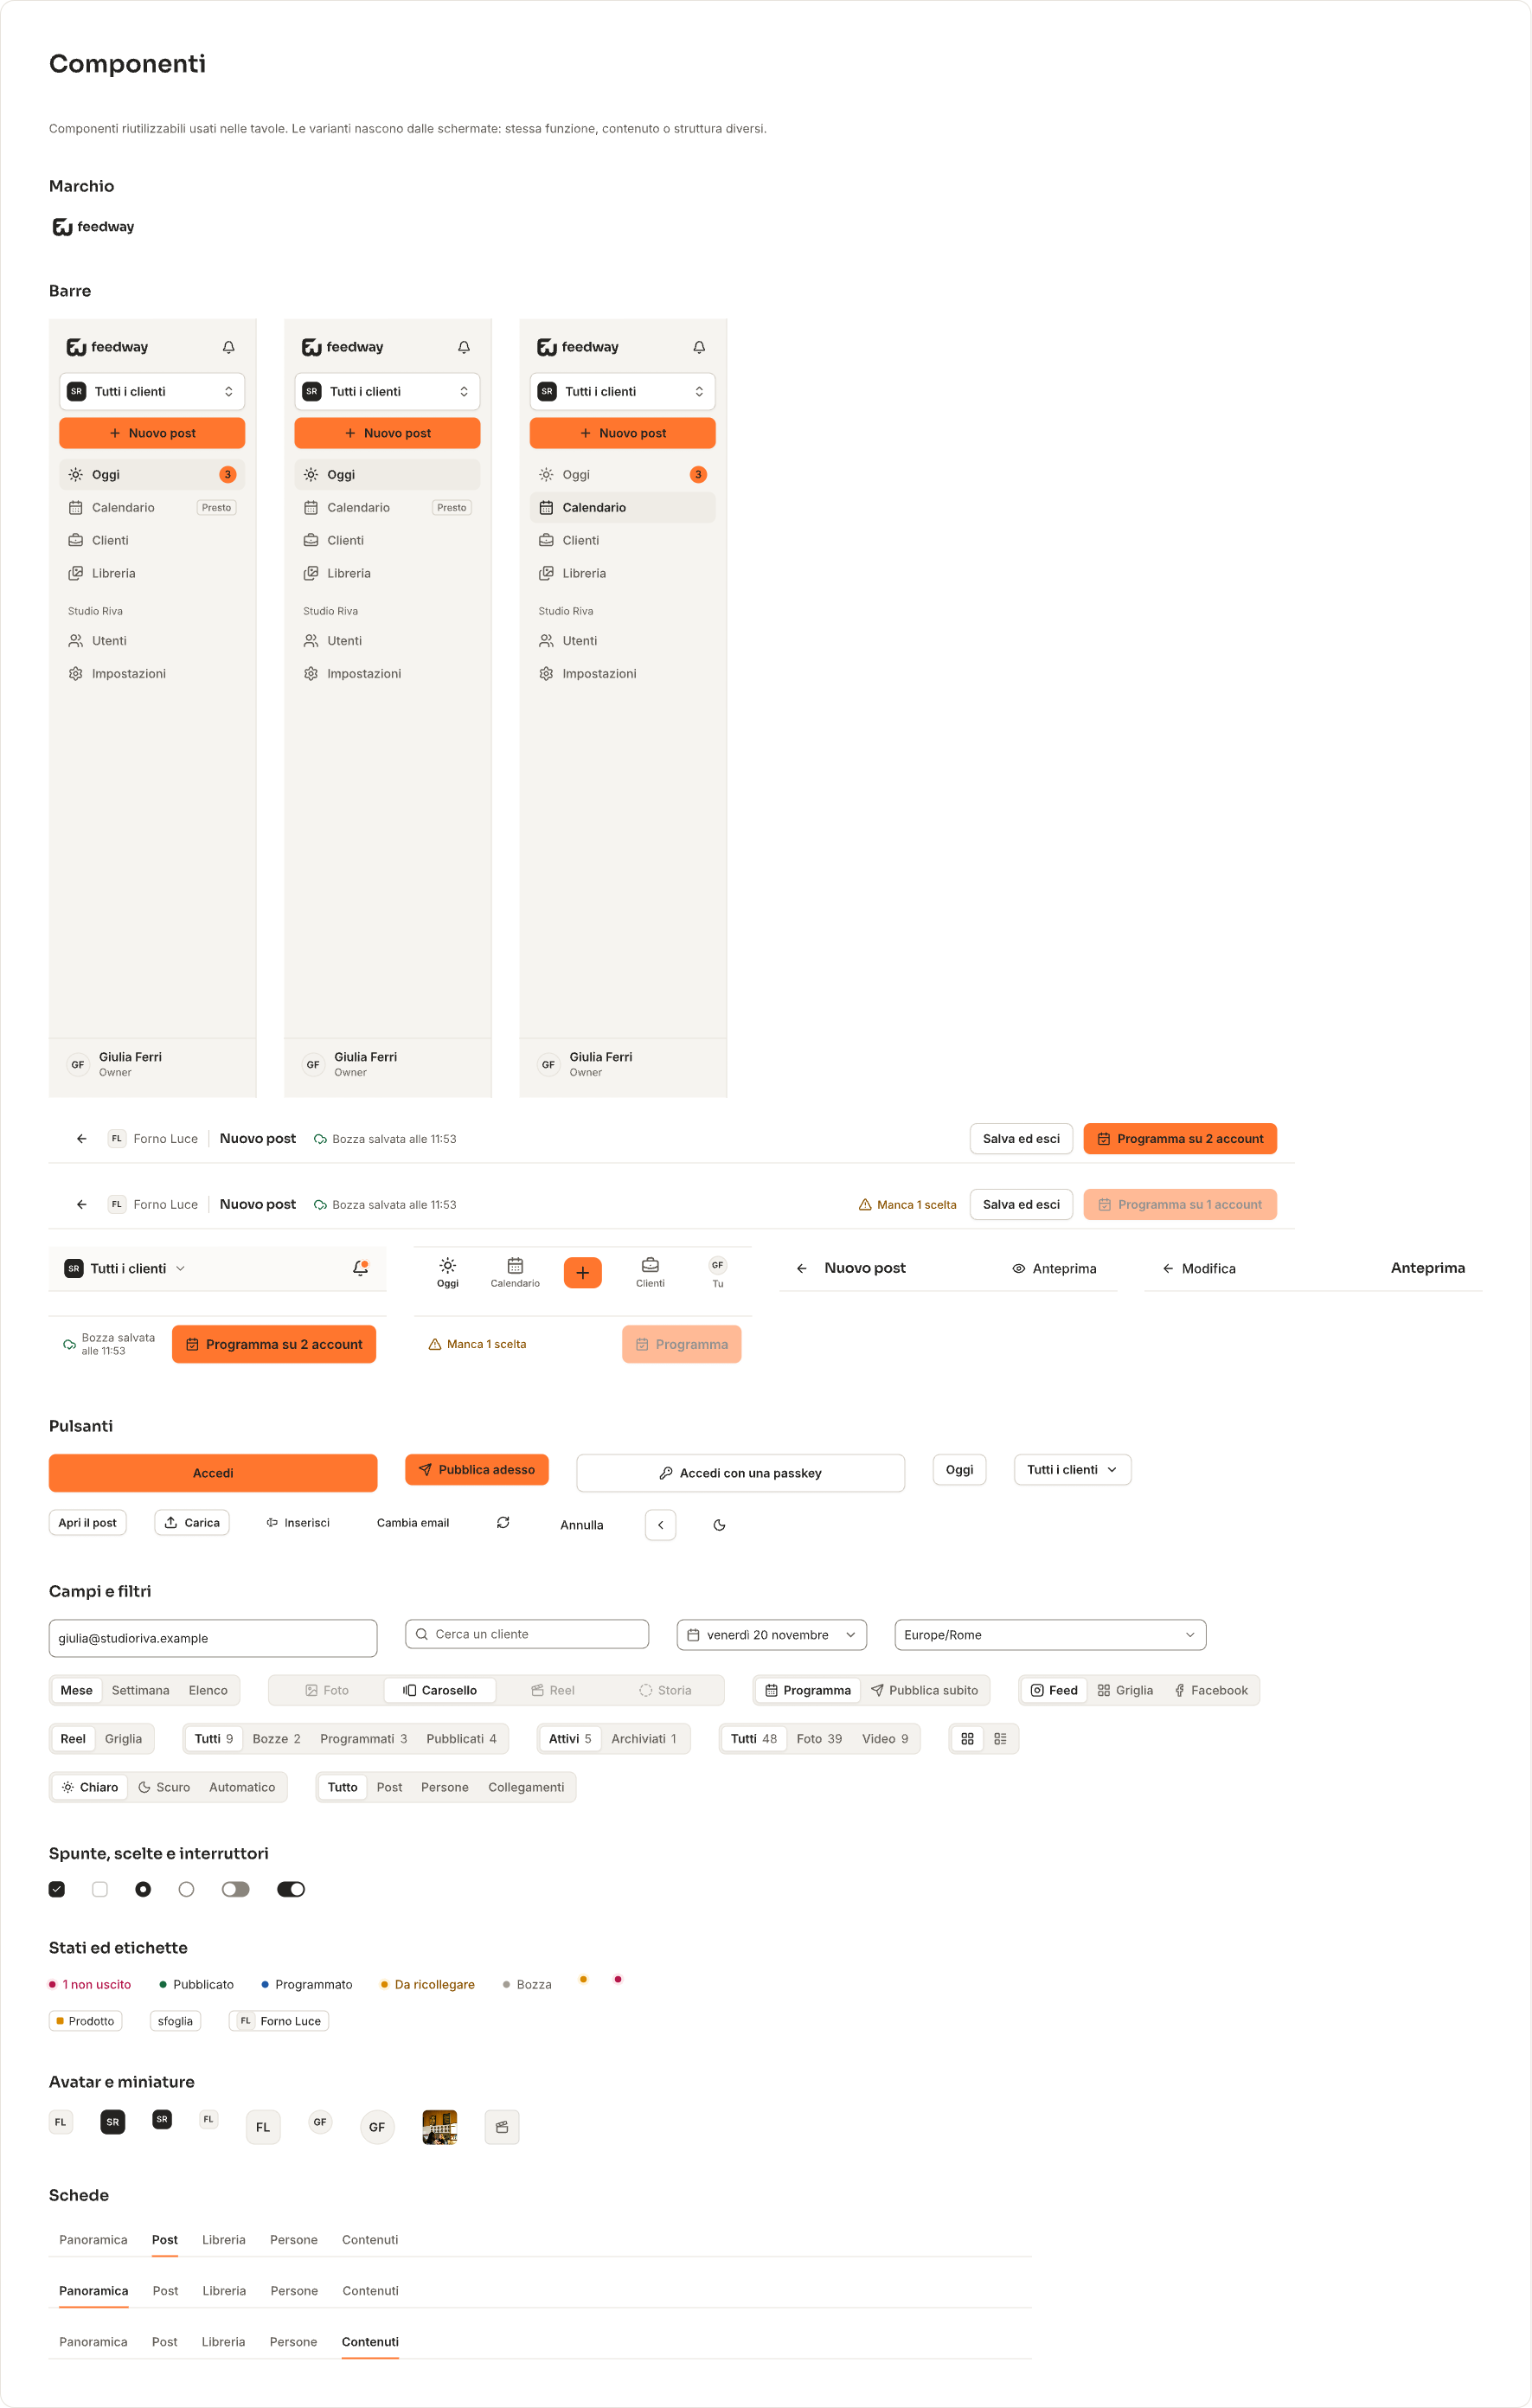 Componenti
Componenti riutilizzabili usati nelle tavole. Le varianti nascono dalle schermate: stessa funzione, contenuto o struttura diversi.
Marchio
feedway
Barre
feedway
SR Tutti i clienti
Nuovo post
Oggi 3
Calendario Presto
Clienti
Libreria
Studio Riva
Utenti
Impostazioni
GF Giulia Ferri
Owner
feedway
SR Tutti i clienti
Nuovo post
Oggi
Calendario Presto
Clienti
Libreria
Studio Riva
Utenti
Impostazioni
GF Giulia Ferri
Owner
feedway
SR Tutti i clienti
Nuovo post
Oggi 3
Calendario
Clienti
Libreria
Studio Riva
Utenti
Impostazioni
GF Giulia Ferri
Owner
FL Forno Luce Nuovo post Bozza salvata alle 11:53 Salva ed esci Programma su 2 account
FL Forno Luce Nuovo post Bozza salvata alle 11:53 Manca 1 scelta Salva ed esci Programma su 1 account
SR Tutti i clienti
Oggi Calendario Clienti GF Tu
Nuovo post Anteprima
Modifica Anteprima
Bozza salvata
alle 11:53
Programma su 2 account
Manca 1 scelta Programma
Pulsanti
Accedi Pubblica adesso Accedi con una passkey Oggi Tutti i clienti
Apri il post Carica Inserisci Cambia email Annulla
Campi e filtri
giulia@studioriva.example Cerca un cliente venerdì 20 novembre Europe/Rome
Mese Settimana Elenco Foto Carosello Reel Storia Programma Pubblica subito Feed Griglia Facebook
Reel Griglia Tutti 9 Bozze 2 Programmati 3 Pubblicati 4 Attivi 5 Archiviati 1 Tutti 48 Foto 39 Video 9
Chiaro Scuro Automatico Tutto Post Persone Collegamenti
Spunte, scelte e interruttori
Stati ed etichette
1 non uscito Pubblicato Programmato Da ricollegare Bozza
Prodotto sfoglia FL Forno Luce
Avatar e miniature
FL SR SR FL FL GF GF
Schede
Panoramica Post Libreria Persone Contenuti
Panoramica Post Libreria Persone Contenuti
Panoramica Post Libreria Persone Contenuti